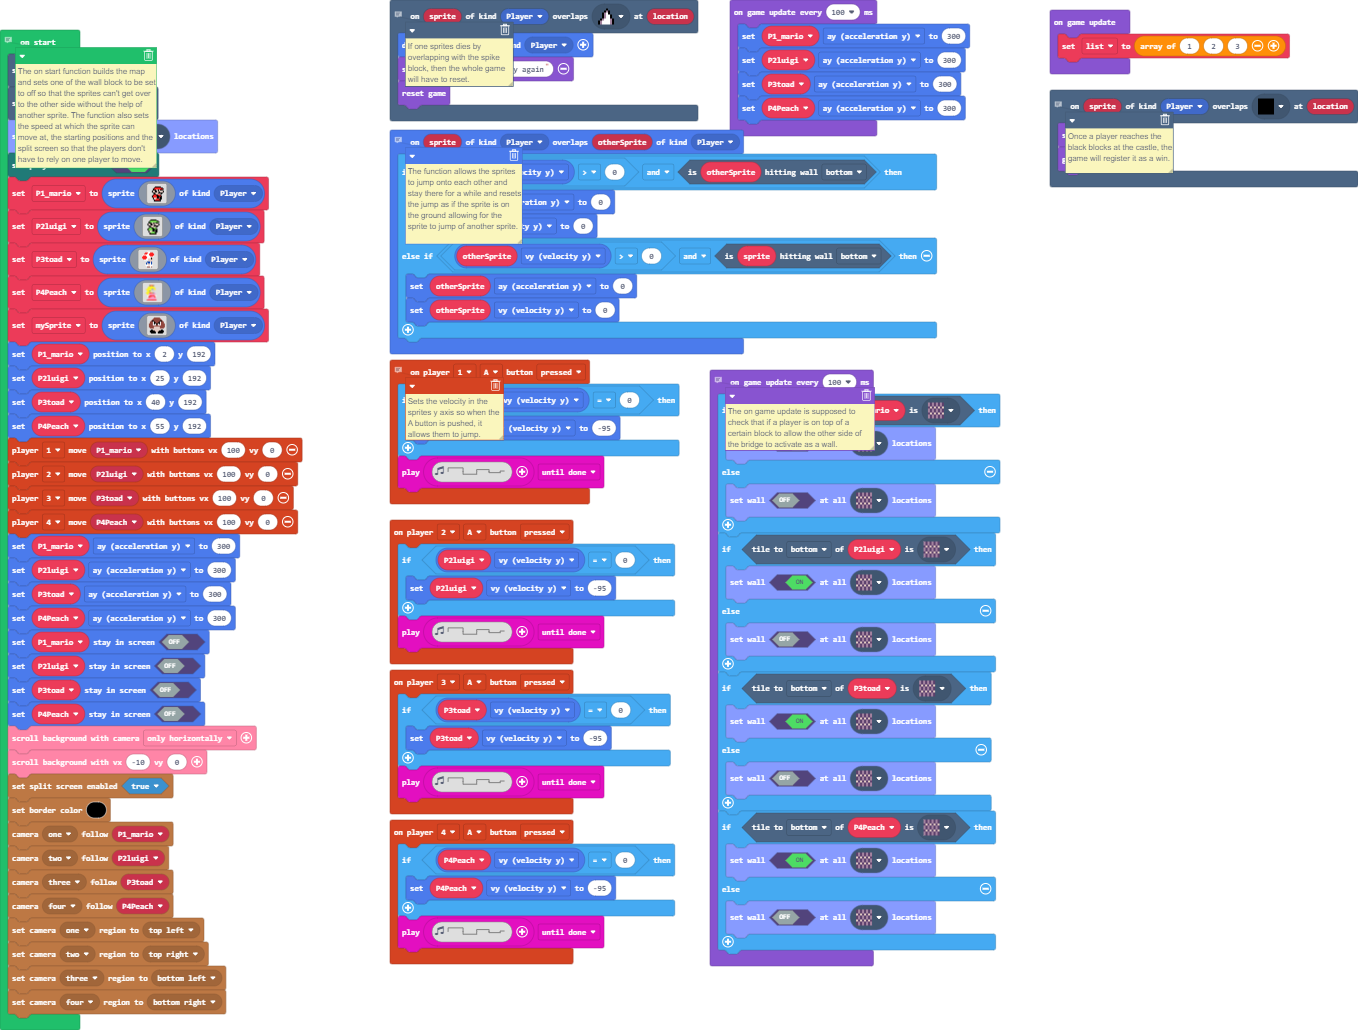 on start
The on start function builds the map
and sets one of the wall block to be set
to off so that the sprites can't get over
to the other side without the help of
another sprite. The function also sets
the speed at which the sprite can
move at, the starting positions and the
split screen so that the players don't
have to rely on one player to move.
locations
set P1_mario to sprite of kind Player
set P2luigi to sprite of kind Player
set P3toad to sprite of kind Player
set P4Peach to sprite of kind Player
set mySprite to sprite of kind Player
set P1_mario position to x 2 y 192
set P2luigi position to x 25 y 192
set P3toad position to x 40 y 192
set P4Peach position to x 55 y 192
player 1 move P1_mario with buttons vx 100 vy 0
player 2 move P2luigi with buttons vx 100 vy 0
player 3 move P3toad with buttons vx 100 vy 0
player 4 move P4Peach with buttons vx 100 vy 0
set P1_mario ay (acceleration y) to 300
set P2luigi ay (acceleration y) to 300
set P3toad ay (acceleration y) to 300
set P4Peach ay (acceleration y) to 300
set P1_mario stay in screen OFF
set P2luigi stay in screen OFF
set P3toad stay in screen OFF
set P4Peach stay in screen OFF
scroll background with camera only horizontally
scroll background with vx -10 vy 0
set split screen enabled true
set border color
camera one follow P1_mario
camera two follow P2luigi
camera three follow P3toad
camera four follow P4Peach
set camera one region to top left
set camera two region to top right
set camera three region to bottom left
set camera four region to bottom right
on sprite of kind Player overlaps at location
If one sprites dies by
overlapping with the spike
block, then the whole game
will have to reset.
Player
y again"
reset game
on sprite of kind Player overlaps otherSprite of kind Player
The function allows the sprites
to jump onto each other and
stay there for a while and resets
the jump as if the sprite is on
the ground allowing for the
sprite to jump of another sprite.
> 0 and is otherSprite hitting wall bottom then
to 0
to 0
else if otherSprite vy (velocity y) > 0 and is sprite hitting wall bottom then
set otherSprite ay (acceleration y) to 0
set otherSprite vy (velocity y) to 0
on player 1 A button pressed
Sets the velocity in the
sprites y axis so when the
A button is pushed, it
allows them to jump.
vy (velocity y) = 0 then
(velocity y) to -95
play until done
on player 2 A button pressed
if P2luigi vy (velocity y) = 0 then
set P2luigi vy (velocity y) to -95
play until done
on player 3 A button pressed
if P3toad vy (velocity y) = 0 then
set P3toad vy (velocity y) to -95
play until done
on player 4 A button pressed
if P4Peach vy (velocity y) = 0 then
set P4Peach vy (velocity y) to -95
play until done
on game update every 100 ms
set P1_mario ay (acceleration y) to 300
set P2luigi ay (acceleration y) to 300
set P3toad ay (acceleration y) to 300
set P4Peach ay (acceleration y) to 300
on game update every 100 ms
The on game update is supposed to
check that if a player is on top of a
certain block to allow the other side of
the bridge to activate as a wall.
is then
locations
else
set wall OFF at all locations
if tile to bottom of P2luigi is then
set wall ON at all locations
else
set wall OFF at all locations
if tile to bottom of P3toad is then
set wall ON at all locations
else
set wall OFF at all locations
if tile to bottom of P4Peach is then
set wall ON at all locations
else
set wall OFF at all locations
on game update
set list to array of 1 2 3
on sprite of kind Player overlaps at location
Once a player reaches the
black blocks at the castle, the
game will register it as a win.